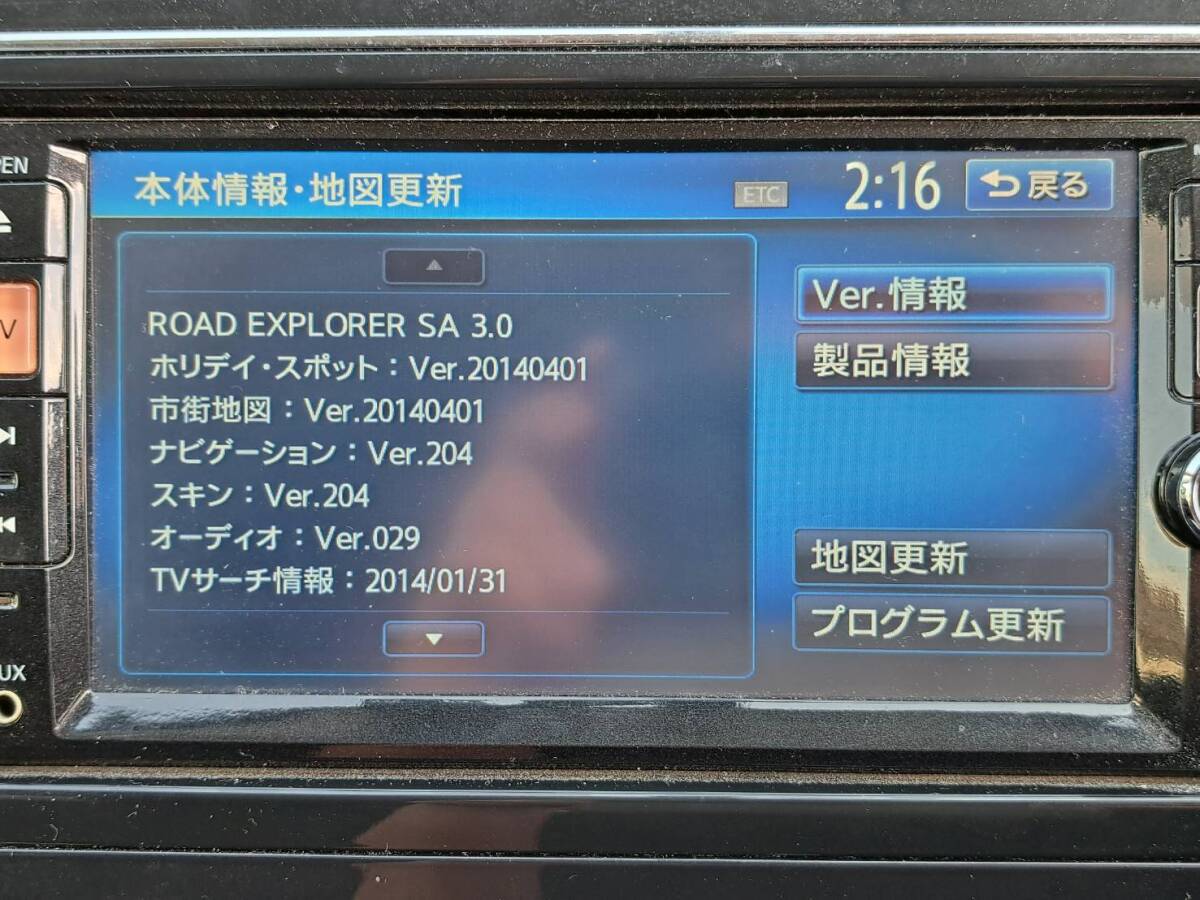 本体情報・地図更新
ETC
2:16
戻る
ROAD EXPLORER SA 3.0
ホリデイ・スポット：Ver.20140401
市街地図：Ver.20140401
ナビゲーション：Ver.204
スキン：Ver.204
オーディオ：Ver.029
TVサーチ情報：2014/01/31
Ver.情報
製品情報
地図更新
プログラム更新